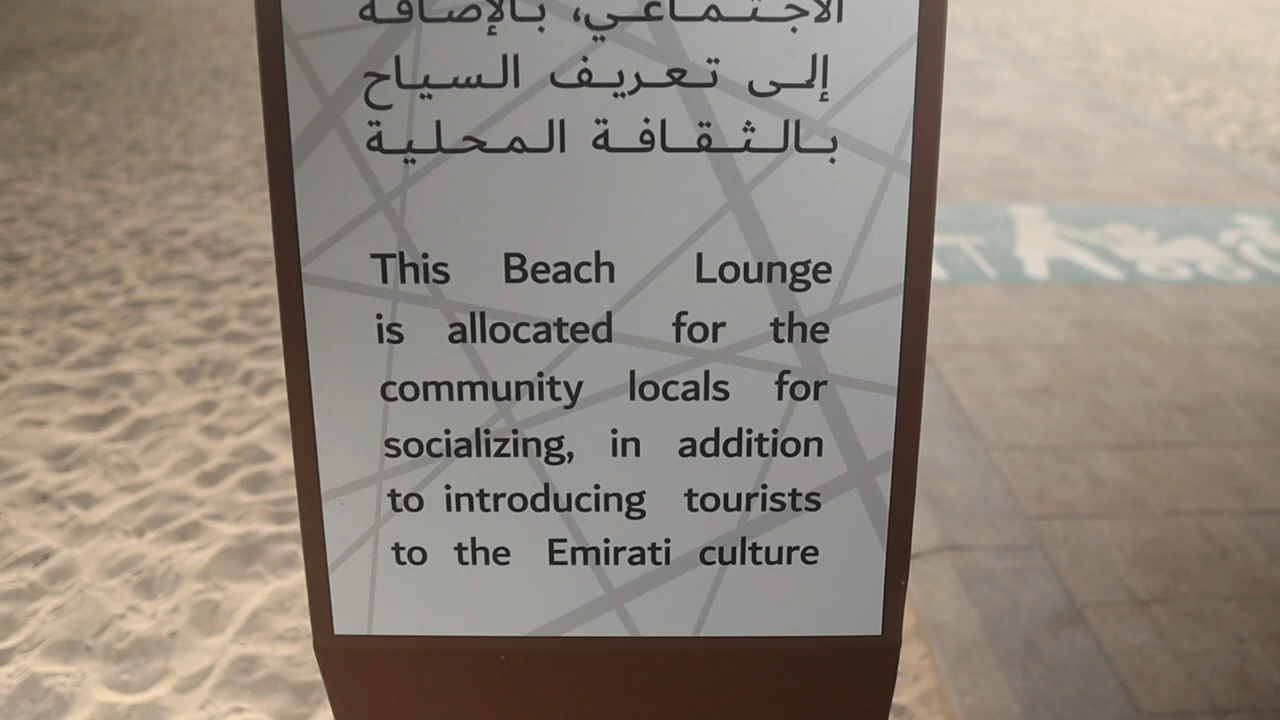 الاجتماعي، بالإضافة
إلى تعريف السياح
بالثقافة المحلية
This Beach Lounge
is allocated for the
community locals for
socializing, in addition
to introducing tourists
to the Emirati culture